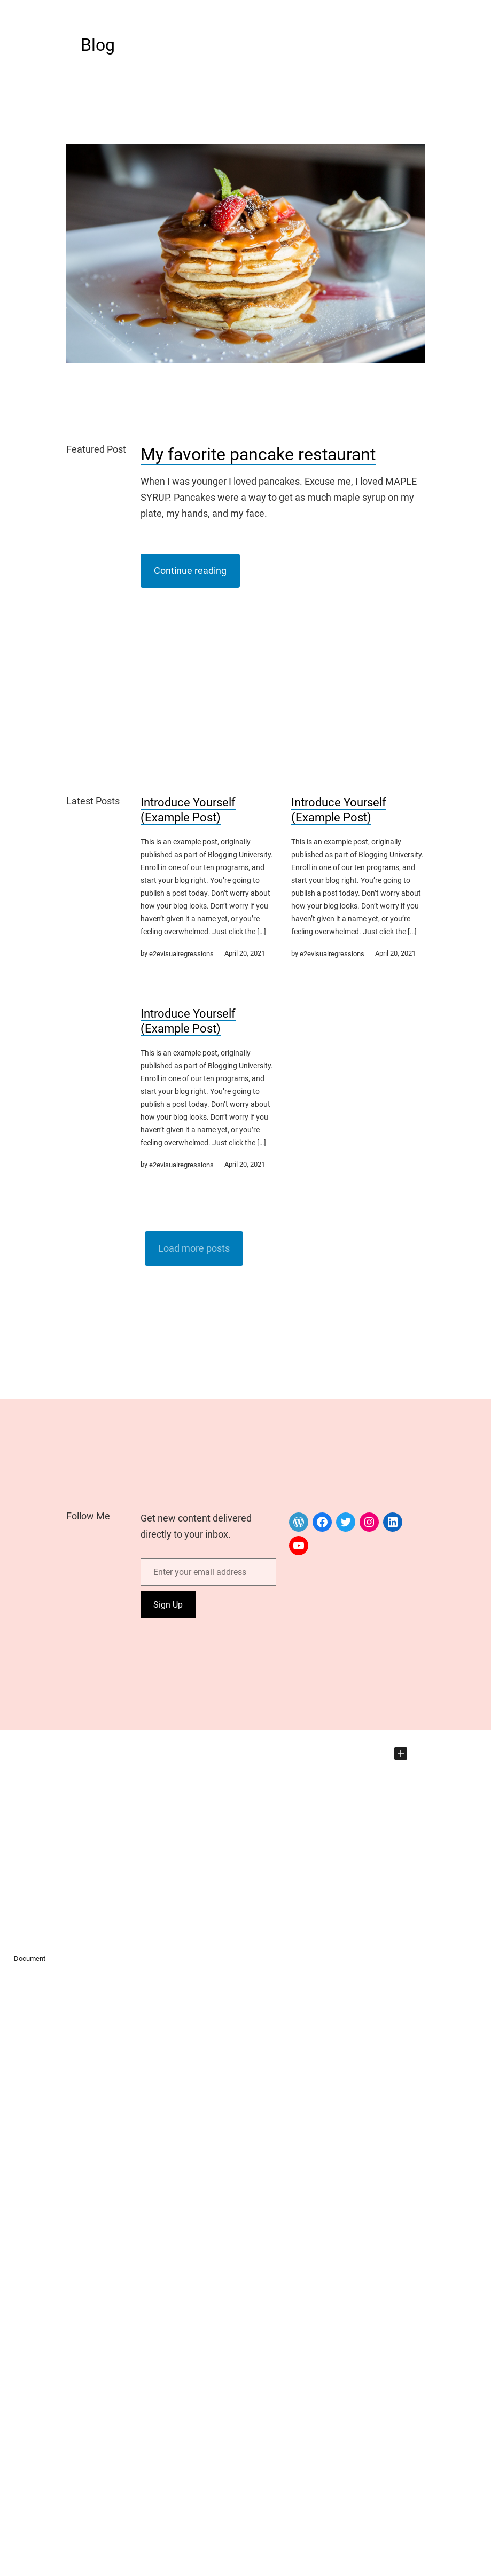 Blog
Featured Post
My favorite pancake restaurant
When I was younger I loved pancakes. Excuse me, I loved MAPLE
SYRUP. Pancakes were a way to get as much maple syrup on my
plate, my hands, and my face.
Continue reading
Latest Posts
Introduce Yourself
(Example Post)
This is an example post, originally
published as part of Blogging University.
Enroll in one of our ten programs, and
start your blog right. You’re going to
publish a post today. Don’t worry about
how your blog looks. Don’t worry if you
haven’t given it a name yet, or you’re
feeling overwhelmed. Just click the […]
by e2evisualregressions April 20, 2021
Introduce Yourself
(Example Post)
This is an example post, originally
published as part of Blogging University.
Enroll in one of our ten programs, and
start your blog right. You’re going to
publish a post today. Don’t worry about
how your blog looks. Don’t worry if you
haven’t given it a name yet, or you’re
feeling overwhelmed. Just click the […]
by e2evisualregressions April 20, 2021
Introduce Yourself
(Example Post)
This is an example post, originally
published as part of Blogging University.
Enroll in one of our ten programs, and
start your blog right. You’re going to
publish a post today. Don’t worry about
how your blog looks. Don’t worry if you
haven’t given it a name yet, or you’re
feeling overwhelmed. Just click the […]
by e2evisualregressions April 20, 2021
Load more posts
Follow Me
Get new content delivered
directly to your inbox.
Enter your email address
Sign Up
Document